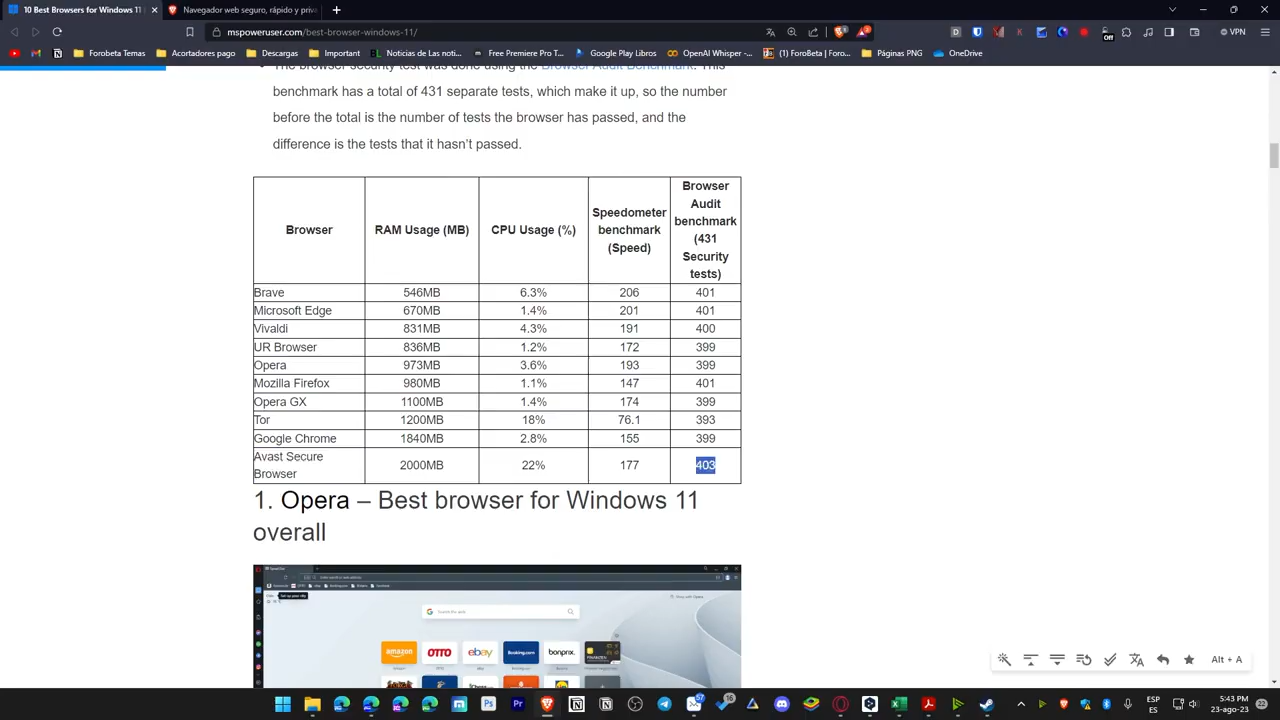 10 Best Browsers for Windows 11
Navegador web seguro, rápido y priva
mspoweruser.com/best-browser-windows-11/
VPN
Off
Forobeta Temas
Acortadores pago
Descargas
Important
Noticias de Las noti...
Free Premiere Pro T...
Google Play Libros
OpenAI Whisper -...
(1) ForoBeta | Foro...
Páginas PNG
OneDrive
The browser security test was done using the Browser Audit Benchmark. This
benchmark has a total of 431 separate tests, which make it up, so the number
before the total is the number of tests the browser has passed, and the
difference is the tests that it hasn't passed.
Browser RAM Usage (MB) CPU Usage (%) Speedometer benchmark (Speed) Browser Audit benchmark (431 Security tests)
Brave 546MB 6.3% 206 401
Microsoft Edge 670MB 1.4% 201 401
Vivaldi 831MB 4.3% 191 400
UR Browser 836MB 1.2% 172 399
Opera 973MB 3.6% 193 399
Mozilla Firefox 980MB 1.1% 147 401
Opera GX 1100MB 1.4% 174 399
Tor 1200MB 18% 76.1 393
Google Chrome 1840MB 2.8% 155 399
Avast Secure Browser 2000MB 22% 177 403
1. Opera – Best browser for Windows 11
overall
Search the web
amazon
OTTO
ebay
Booking.com
bonprix
Alt + A
ESP
ES
5:43 PM
23-ago-23